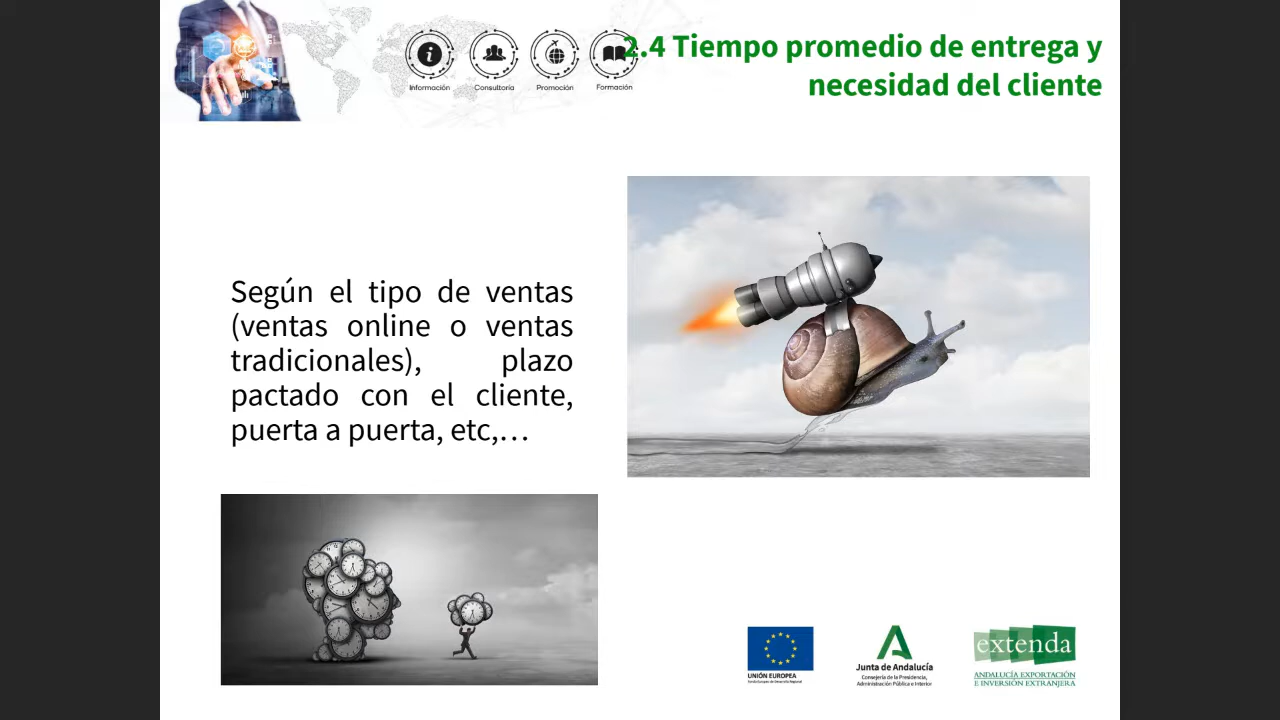 2.4 Tiempo promedio de entrega y
necesidad del cliente
Información
Consultoría
Promoción
Formación
Según el tipo de ventas
(ventas online o ventas
tradicionales), plazo
pactado con el cliente,
puerta a puerta, etc,…
UNIÓN EUROPEA
Fondo Europeo de Desarrollo Regional
Junta de Andalucía
Consejería de la Presidencia,
Administración Pública e Interior
extenda
ANDALUCÍA EXPORTACIÓN
E INVERSIÓN EXTRANJERA